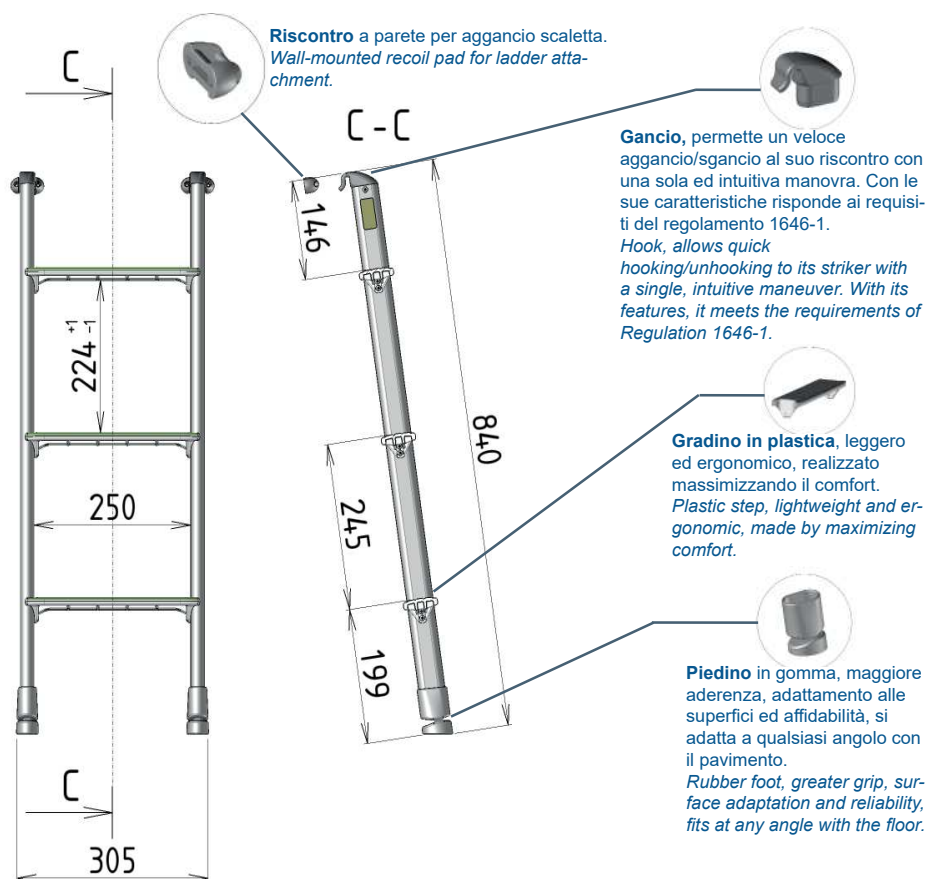 Riscontro a parete per aggancio scaletta.
Wall-mounted recoil pad for ladder atta-
chment.
C
C-C
Gancio, permette un veloce
aggancio/sgancio al suo riscontro con
una sola ed intuitiva manovra. Con le
sue caratteristiche risponde ai requisi-
ti del regolamento 1646-1.
Hook, allows quick
hooking/unhooking to its striker with
a single, intuitive maneuver. With its
features, it meets the requirements of
Regulation 1646-1.
146
224 +1 -1
840
Gradino in plastica, leggero
ed ergonomico, realizzato
massimizzando il comfort.
Plastic step, lightweight and er-
gonomic, made by maximizing
comfort.
250
245
199
Piedino in gomma, maggiore
aderenza, adattamento alle
superfici ed affidabilità, si
adatta a qualsiasi angolo con
il pavimento.
Rubber foot, greater grip, sur-
face adaptation and reliability,
fits at any angle with the floor.
C
305